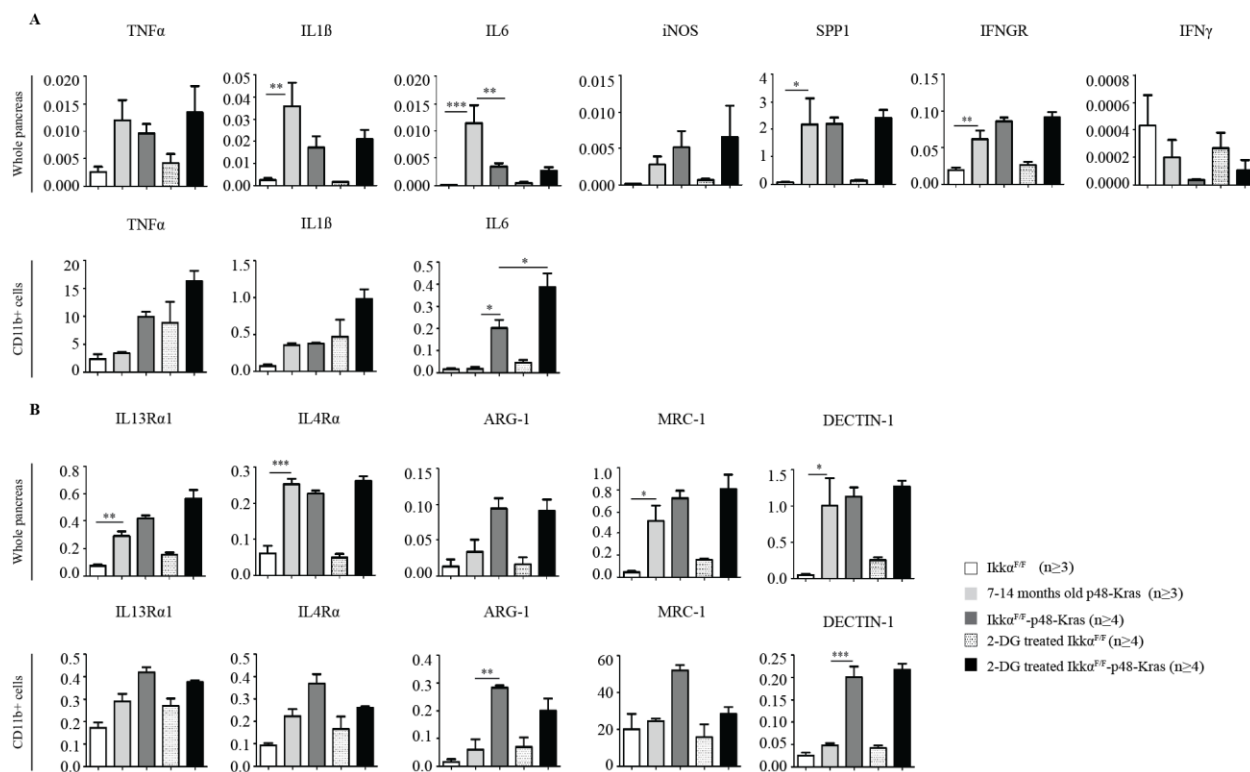 A
TNFα IL1ß IL6 iNOS SPP1 IFNGR IFNγ
Whole pancreas
0.020 0.05 0.020 0.015 4 0.15 0.0008
0.015 0.04 0.015 0.010 3 0.10 0.0006
0.010 0.03 0.010 0.005 2 0.05 0.0004
0.005 0.02 0.005 0.000 1 0.00 0.0002
0.000 0.01 0.000 0 0.0000
0.00
** *** ** * **
TNFα IL1ß IL6
CD11b+ cells
20 1.5 0.5
15 1.0 0.4
10 0.5 0.3
5 0.0 0.2
0 0.1
0.0
* *
B
IL13Rα1 IL4Rα ARG-1 MRC-1 DECTIN-1
Whole pancreas
0.8 0.3 0.15 1.0 1.5
0.6 0.2 0.10 0.8 1.0
0.4 0.1 0.05 0.6 0.5
0.2 0.0 0.00 0.4 0.0
0.0 0.2
0.0
** *** * *
IL13Rα1 IL4Rα ARG-1 MRC-1 DECTIN-1
CD11b+ cells
0.5 0.5 0.4 60 0.25
0.4 0.4 0.3 40 0.20
0.3 0.3 0.2 20 0.15
0.2 0.2 0.1 0 0.10
0.1 0.1 0.0 0.05
0.0 0.0 0.00
** ***
Ikkα^F/F (n≥3)
7-14 months old p48-Kras (n≥3)
Ikkα^F/F-p48-Kras (n≥4)
2-DG treated Ikkα^F/F (n≥4)
2-DG treated Ikkα^F/F-p48-Kras (n≥4)